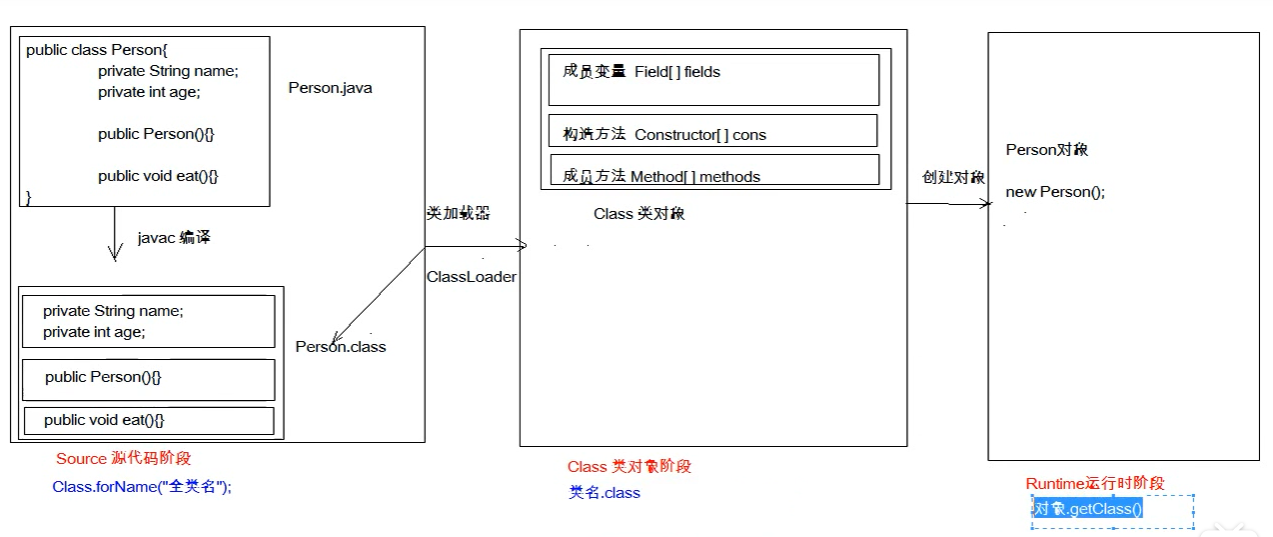 public class Person{
private String name;
private int age;
public Person(){}
public void eat(){}
}
Person.java
javac 编译
private String name;
private int age;
public Person(){}
public void eat(){}
Person.class
Source 源代码阶段
Class.forName("全类名");
类加载器
ClassLoader
成员变量 Field[ ] fields
构造方法 Constructor[ ] cons
成员方法 Method[ ] methods
Class 类对象
Class 类对象阶段
类名.class
创建对象
Person对象
new Person();
Runtime运行时阶段
对象.getClass()